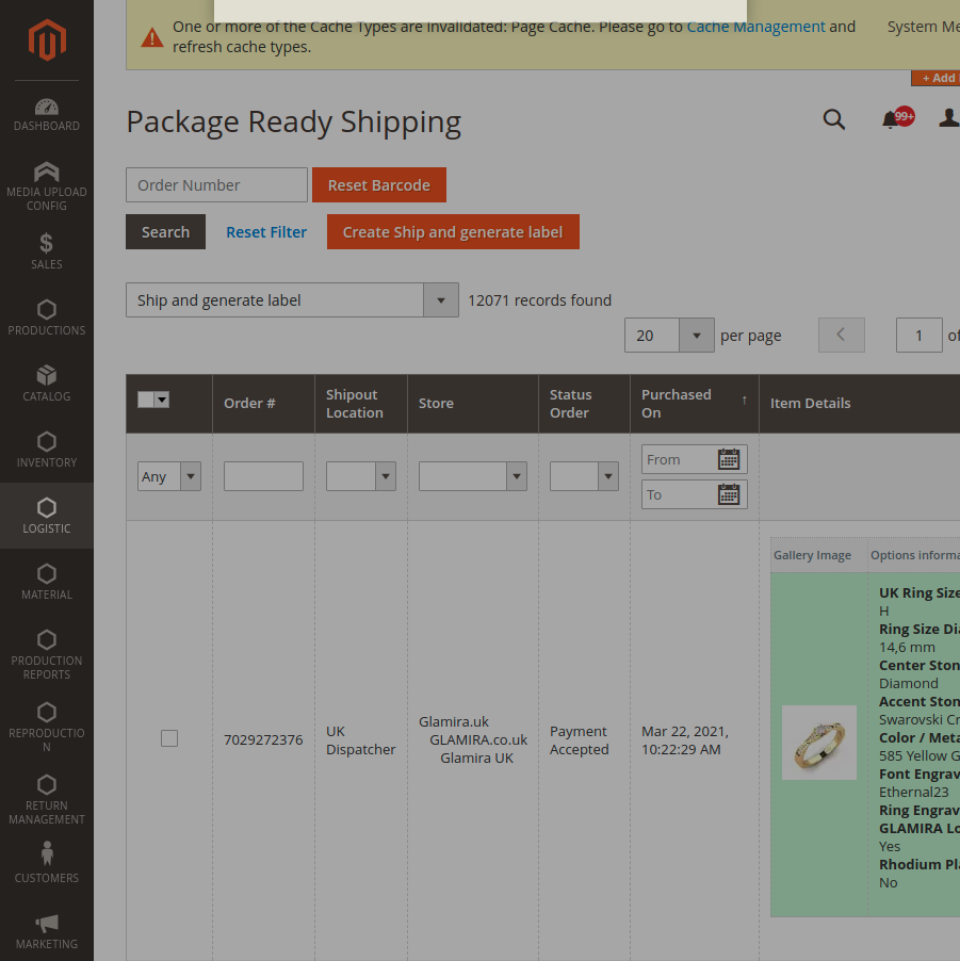 One or more of the Cache Types are invalidated: Page Cache. Please go to Cache Management and
refresh cache types.
System Me
+ Add
Package Ready Shipping
99+
Order Number
Reset Barcode
Search
Reset Filter
Create Ship and generate label
Ship and generate label
12071 records found
20
per page
1
of
Order #
Shipout
Location
Store
Status
Order
Purchased
On
↑
Item Details
Any
From
To
Gallery Image
Options informa
7029272376
UK
Dispatcher
Glamira.uk
GLAMIRA.co.uk
Glamira UK
Payment
Accepted
Mar 22, 2021,
10:22:29 AM
UK Ring Size
H
Ring Size Dia
14,6 mm
Center Ston
Diamond
Accent Ston
Swarovski Cr
Color / Meta
585 Yellow G
Font Engrav
Ethernal23
Ring Engrav
GLAMIRA Lo
Yes
Rhodium Pla
No
DASHBOARD
MEDIA UPLOAD
CONFIG
$
SALES
PRODUCTIONS
CATALOG
INVENTORY
LOGISTIC
MATERIAL
PRODUCTION
REPORTS
REPRODUCTIO
N
RETURN
MANAGEMENT
CUSTOMERS
MARKETING